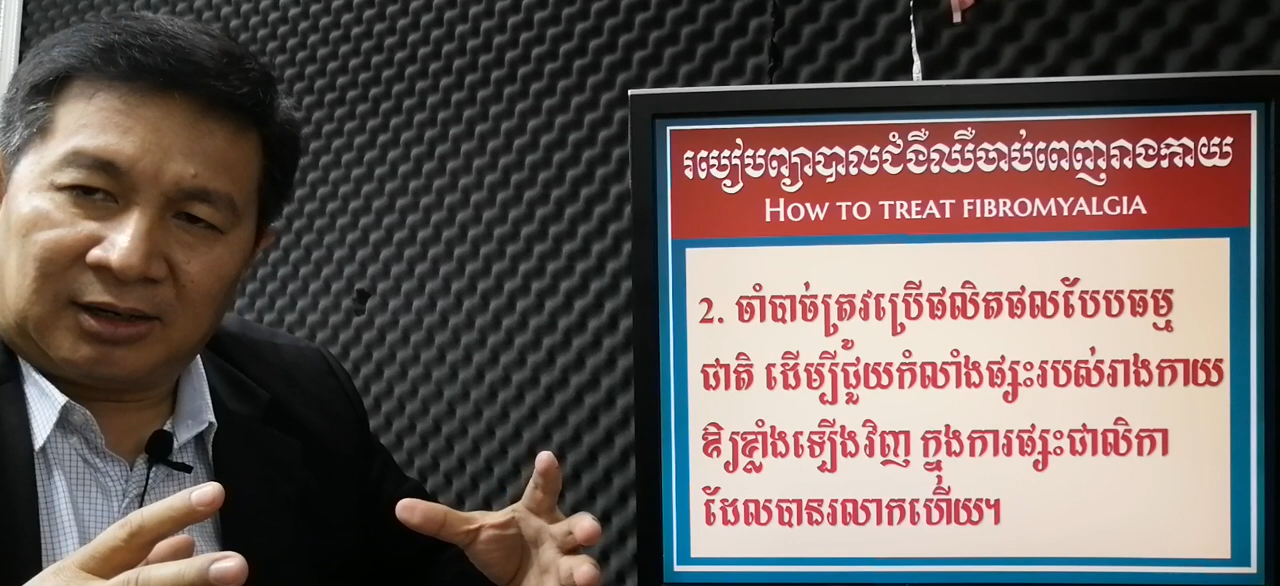 របៀបព្យាបាលជំងឺឈឺចាប់ពេញរាងកាយ
HOW TO TREAT FIBROMYALGIA
2. ចាំបាច់ត្រូវប្រើផលិតផលបែបធម្ម
ជាតិ ដើម្បីជួយកំលាំងផ្សះរបស់រាងកាយ
ឱ្យខ្លាំងឡើងវិញ ក្នុងការផ្សះជាលិកា
ដែលបានរលាកហើយ។